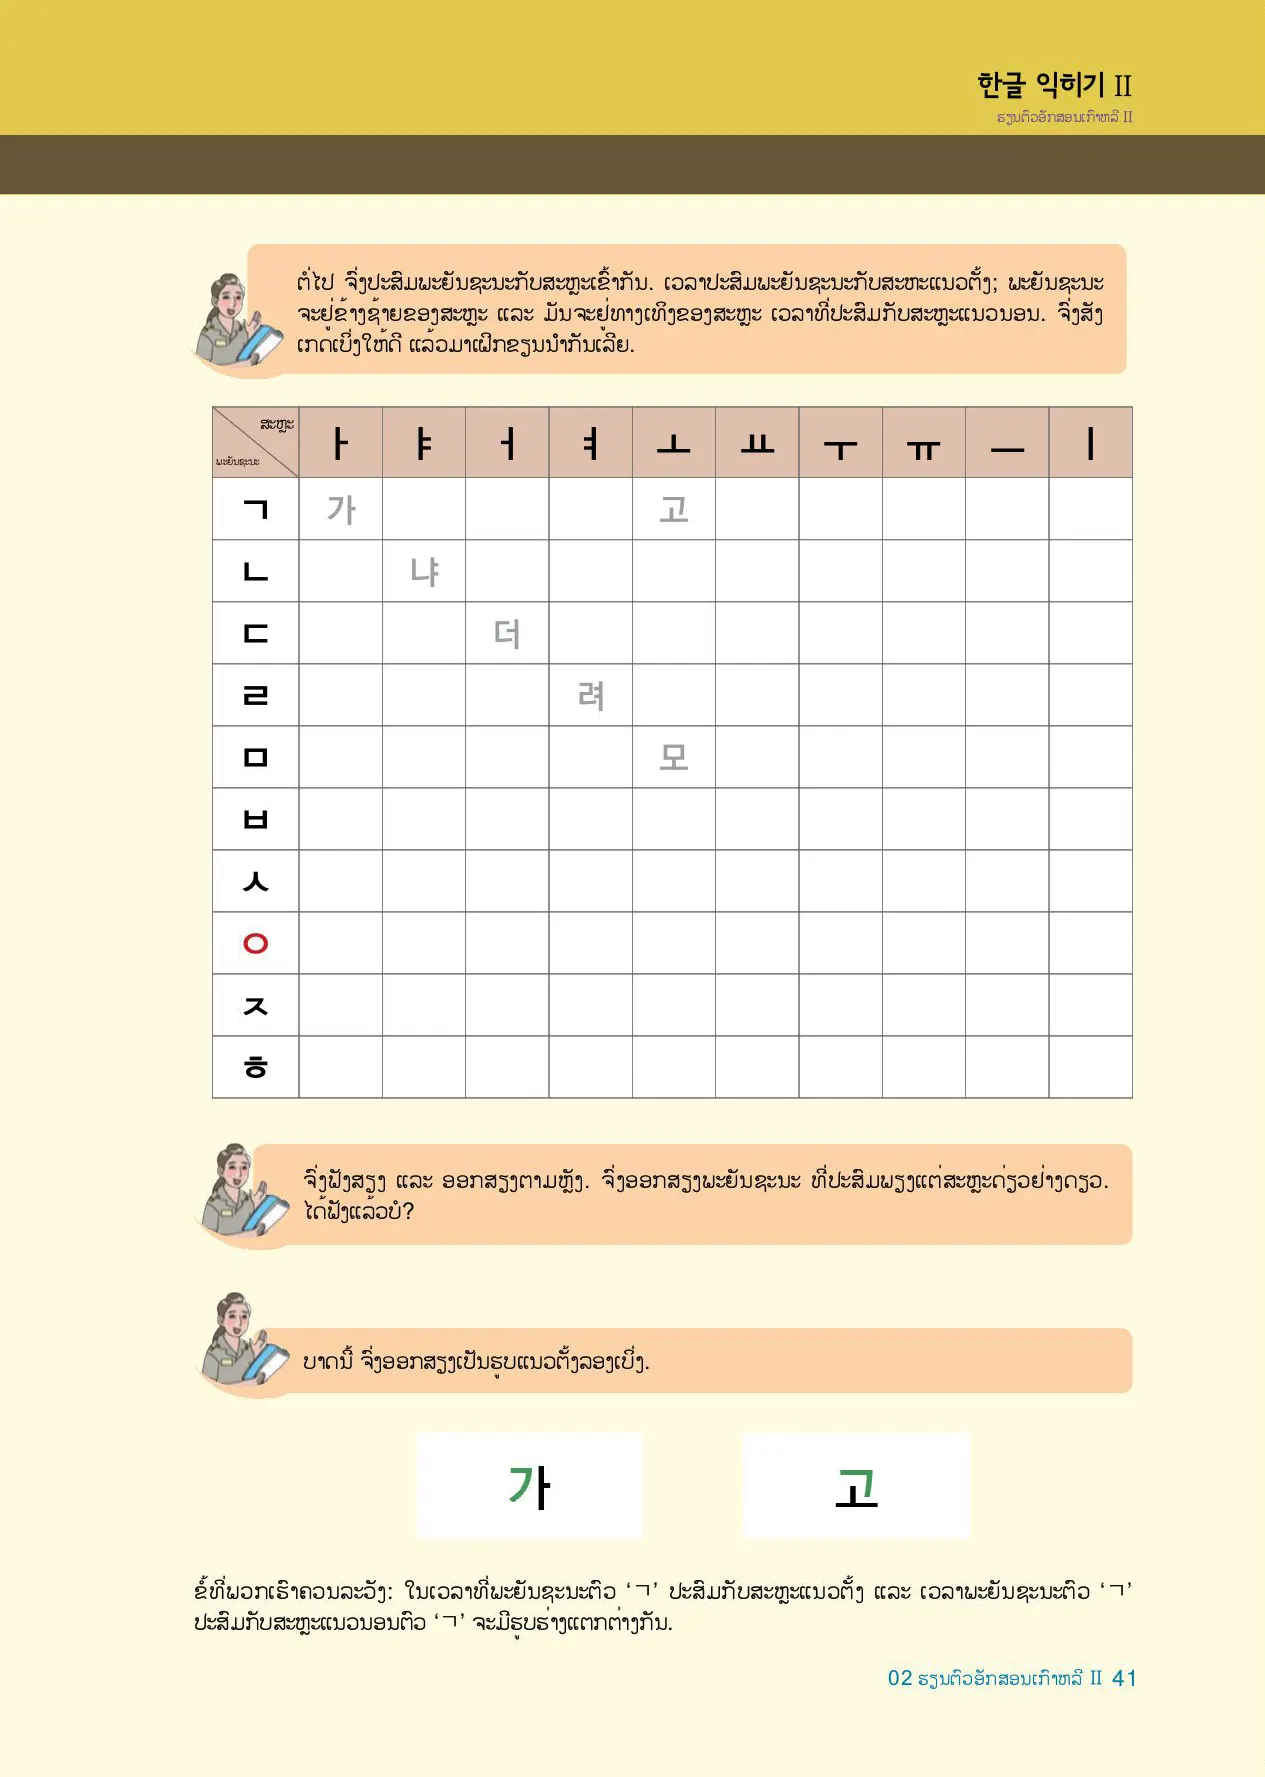 한글 익히기 II
ຮຽນຕົວອັກສອນເກົາຫລີ II
ຕໍ່ໄປ ຈົ່ງປະສົມພະຍັນຊະນະກັບສະຫຼະເຂົ້າກັນ. ເວລາປະສົມພະຍັນຊະນະກັບສະຫະແນວຕັ້ງ; ພະຍັນຊະນະ
ຈະຢູ່ຂ້າງຊ້າຍຂອງສະຫຼະ ແລະ ມັນຈະຢູ່ທາງເທິງຂອງສະຫຼະ ເວລາທີ່ປະສົມກັບສະຫຼະແນວນອນ. ຈົ່ງສັງ
ເກດເບິ່ງໃຫ້ດີ ແລ້ວມາເຝິກຂຽນນຳກັນເລີຍ.
ສະຫຼະ
ພະຍັນຊະນະ
ㅏ ㅑ ㅓ ㅕ ㅗ ㅛ ㅜ ㅠ ㅡ ㅣ
ㄱ 가 고
ㄴ 냐
ㄷ 더
ㄹ 려
ㅁ 모
ㅂ
ㅅ
ㅇ
ㅈ
ㅎ
ຈົ່ງຟັງສຽງ ແລະ ອອກສຽງຕາມຫຼັງ. ຈົ່ງອອກສຽງພະຍັນຊະນະ ທີ່ປະສົມພຽງແຕ່ສະຫຼະດ່ຽວຢ່າງດຽວ.
ໄດ້ຟັງແລ້ວບໍ?
ບາດນີ້ ຈົ່ງອອກສຽງເປັນຮູບແນວຕັ້ງລອງເບິ່ງ.
가 고
ຂໍ້ທີ່ພວກເຮົາຄວນລະວັງ: ໃນເວລາທີ່ພະຍັນຊະນະຕົວ ‘ㄱ’ ປະສົມກັບສະຫຼະແນວຕັ້ງ ແລະ ເວລາພະຍັນຊະນະຕົວ ‘ㄱ’
ປະສົມກັບສະຫຼະແນວນອນຕົວ ‘ㄱ’ ຈະມີຮູບຮ່າງແຕກຕ່າງກັນ.
02 ຮຽນຕົວອັກສອນເກົາຫລີ II 41